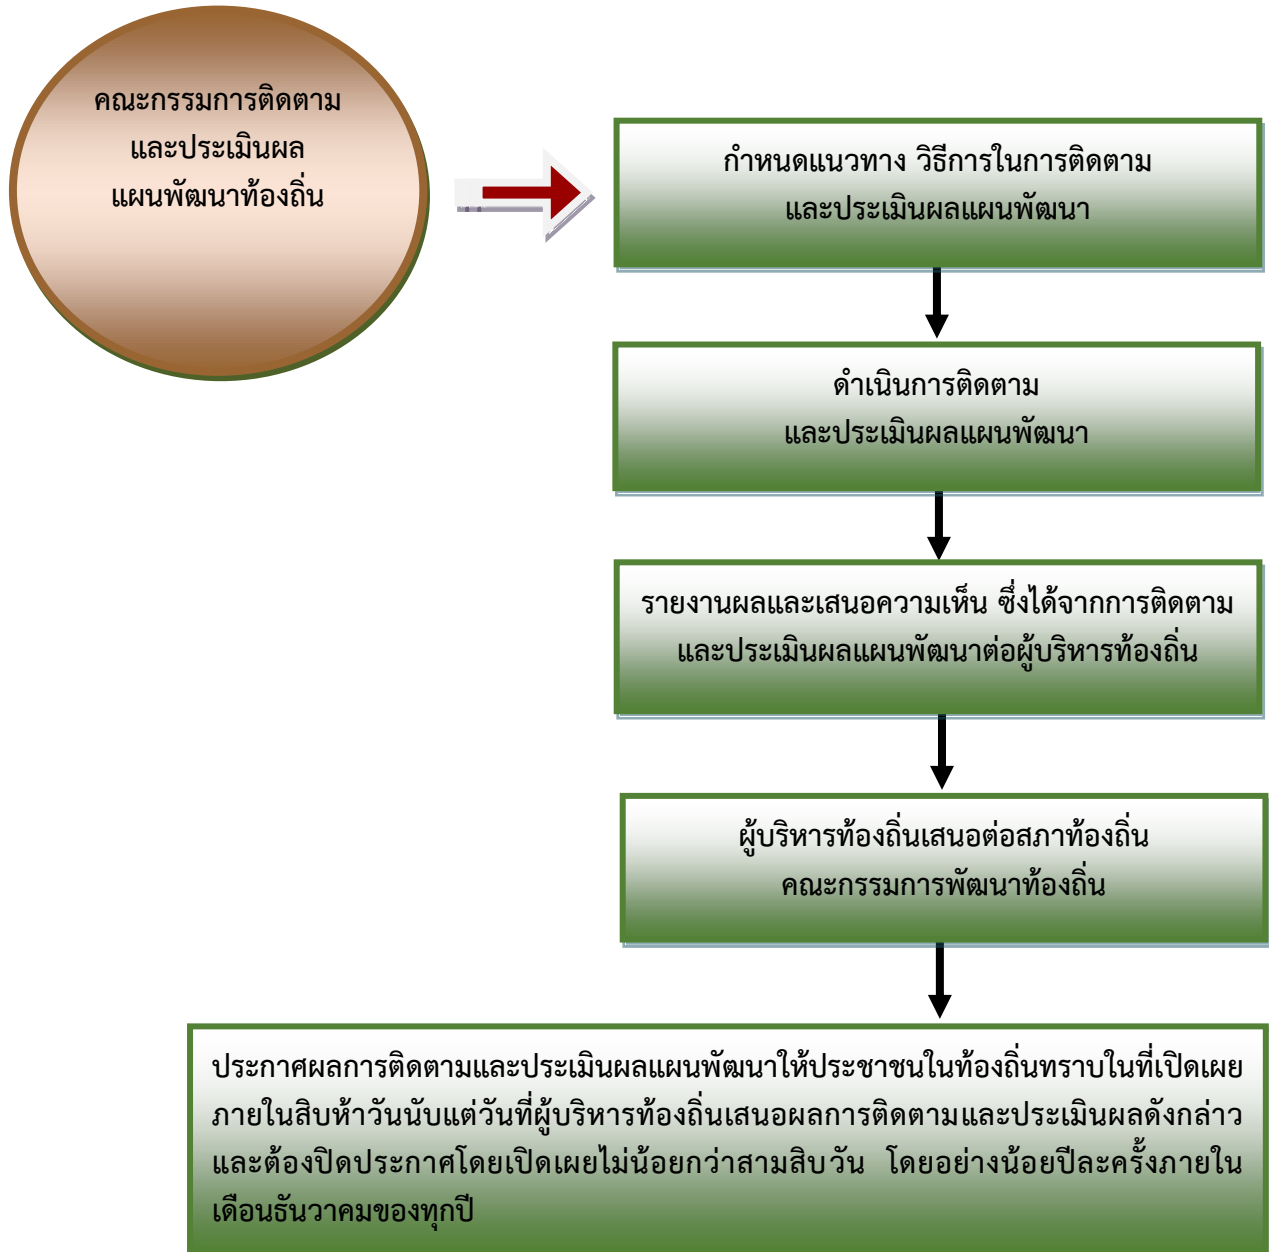 คณะกรรมการติดตาม
และประเมินผล
แผนพัฒนาท้องถิ่น
กำหนดแนวทาง วิธีการในการติดตาม
และประเมินผลแผนพัฒนา
ดำเนินการติดตาม
และประเมินผลแผนพัฒนา
รายงานผลและเสนอความเห็น ซึ่งได้จากการติดตาม
และประเมินผลแผนพัฒนาต่อผู้บริหารท้องถิ่น
ผู้บริหารท้องถิ่นเสนอต่อสภาท้องถิ่น
คณะกรรมการพัฒนาท้องถิ่น
ประกาศผลการติดตามและประเมินผลแผนพัฒนาให้ประชาชนในท้องถิ่นทราบในที่เปิดเผย
ภายในสิบห้าวันนับแต่วันที่ผู้บริหารท้องถิ่นเสนอผลการติดตามและประเมินผลดังกล่าว
และต้องปิดประกาศโดยเปิดเผยไม่น้อยกว่าสามสิบวัน โดยอย่างน้อยปีละครั้งภายใน
เดือนธันวาคมของทุกปี